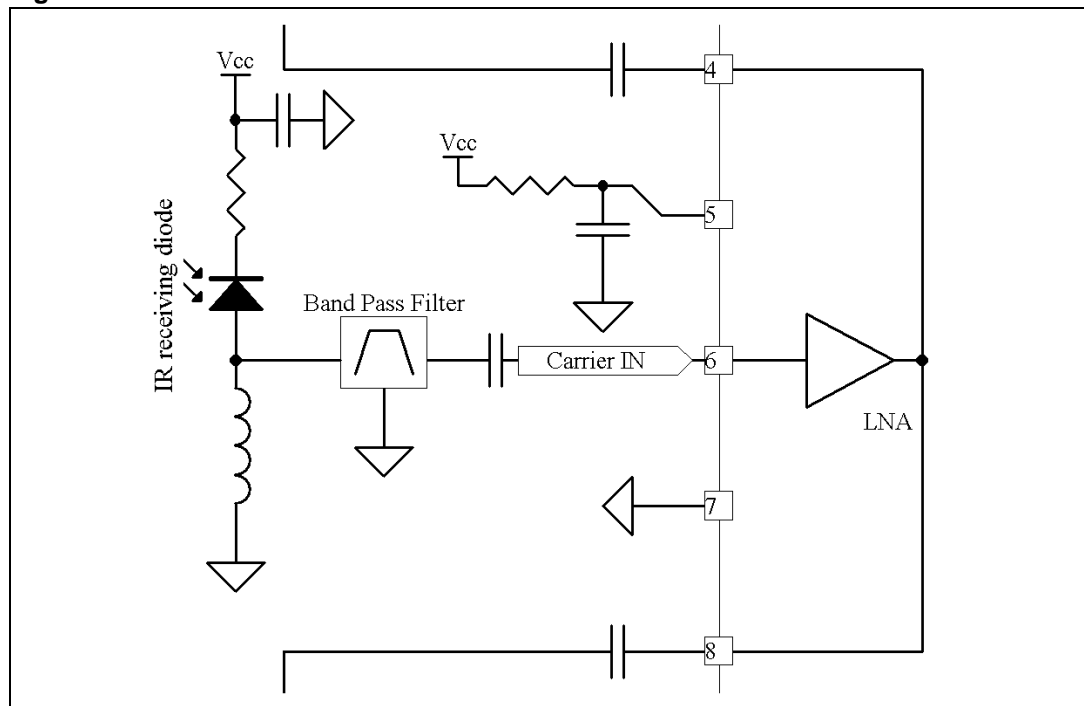 Vcc
4
Vcc
5
IR receiving diode
Band Pass Filter
Carrier IN
6
LNA
7
8